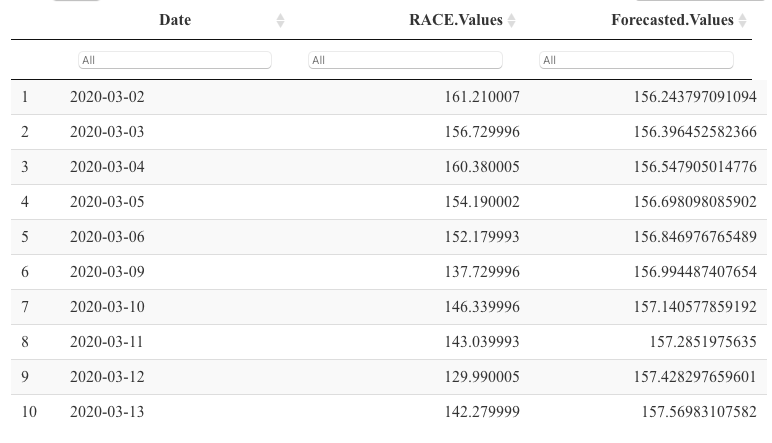 Date RACE.Values Forecasted.Values
All All All
1 2020-03-02 161.210007 156.243797091094
2 2020-03-03 156.729996 156.396452582366
3 2020-03-04 160.380005 156.547905014776
4 2020-03-05 154.190002 156.698098085902
5 2020-03-06 152.179993 156.846976765489
6 2020-03-09 137.729996 156.994487407654
7 2020-03-10 146.339996 157.140577859192
8 2020-03-11 143.039993 157.2851975635
9 2020-03-12 129.990005 157.428297659601
10 2020-03-13 142.279999 157.56983107582